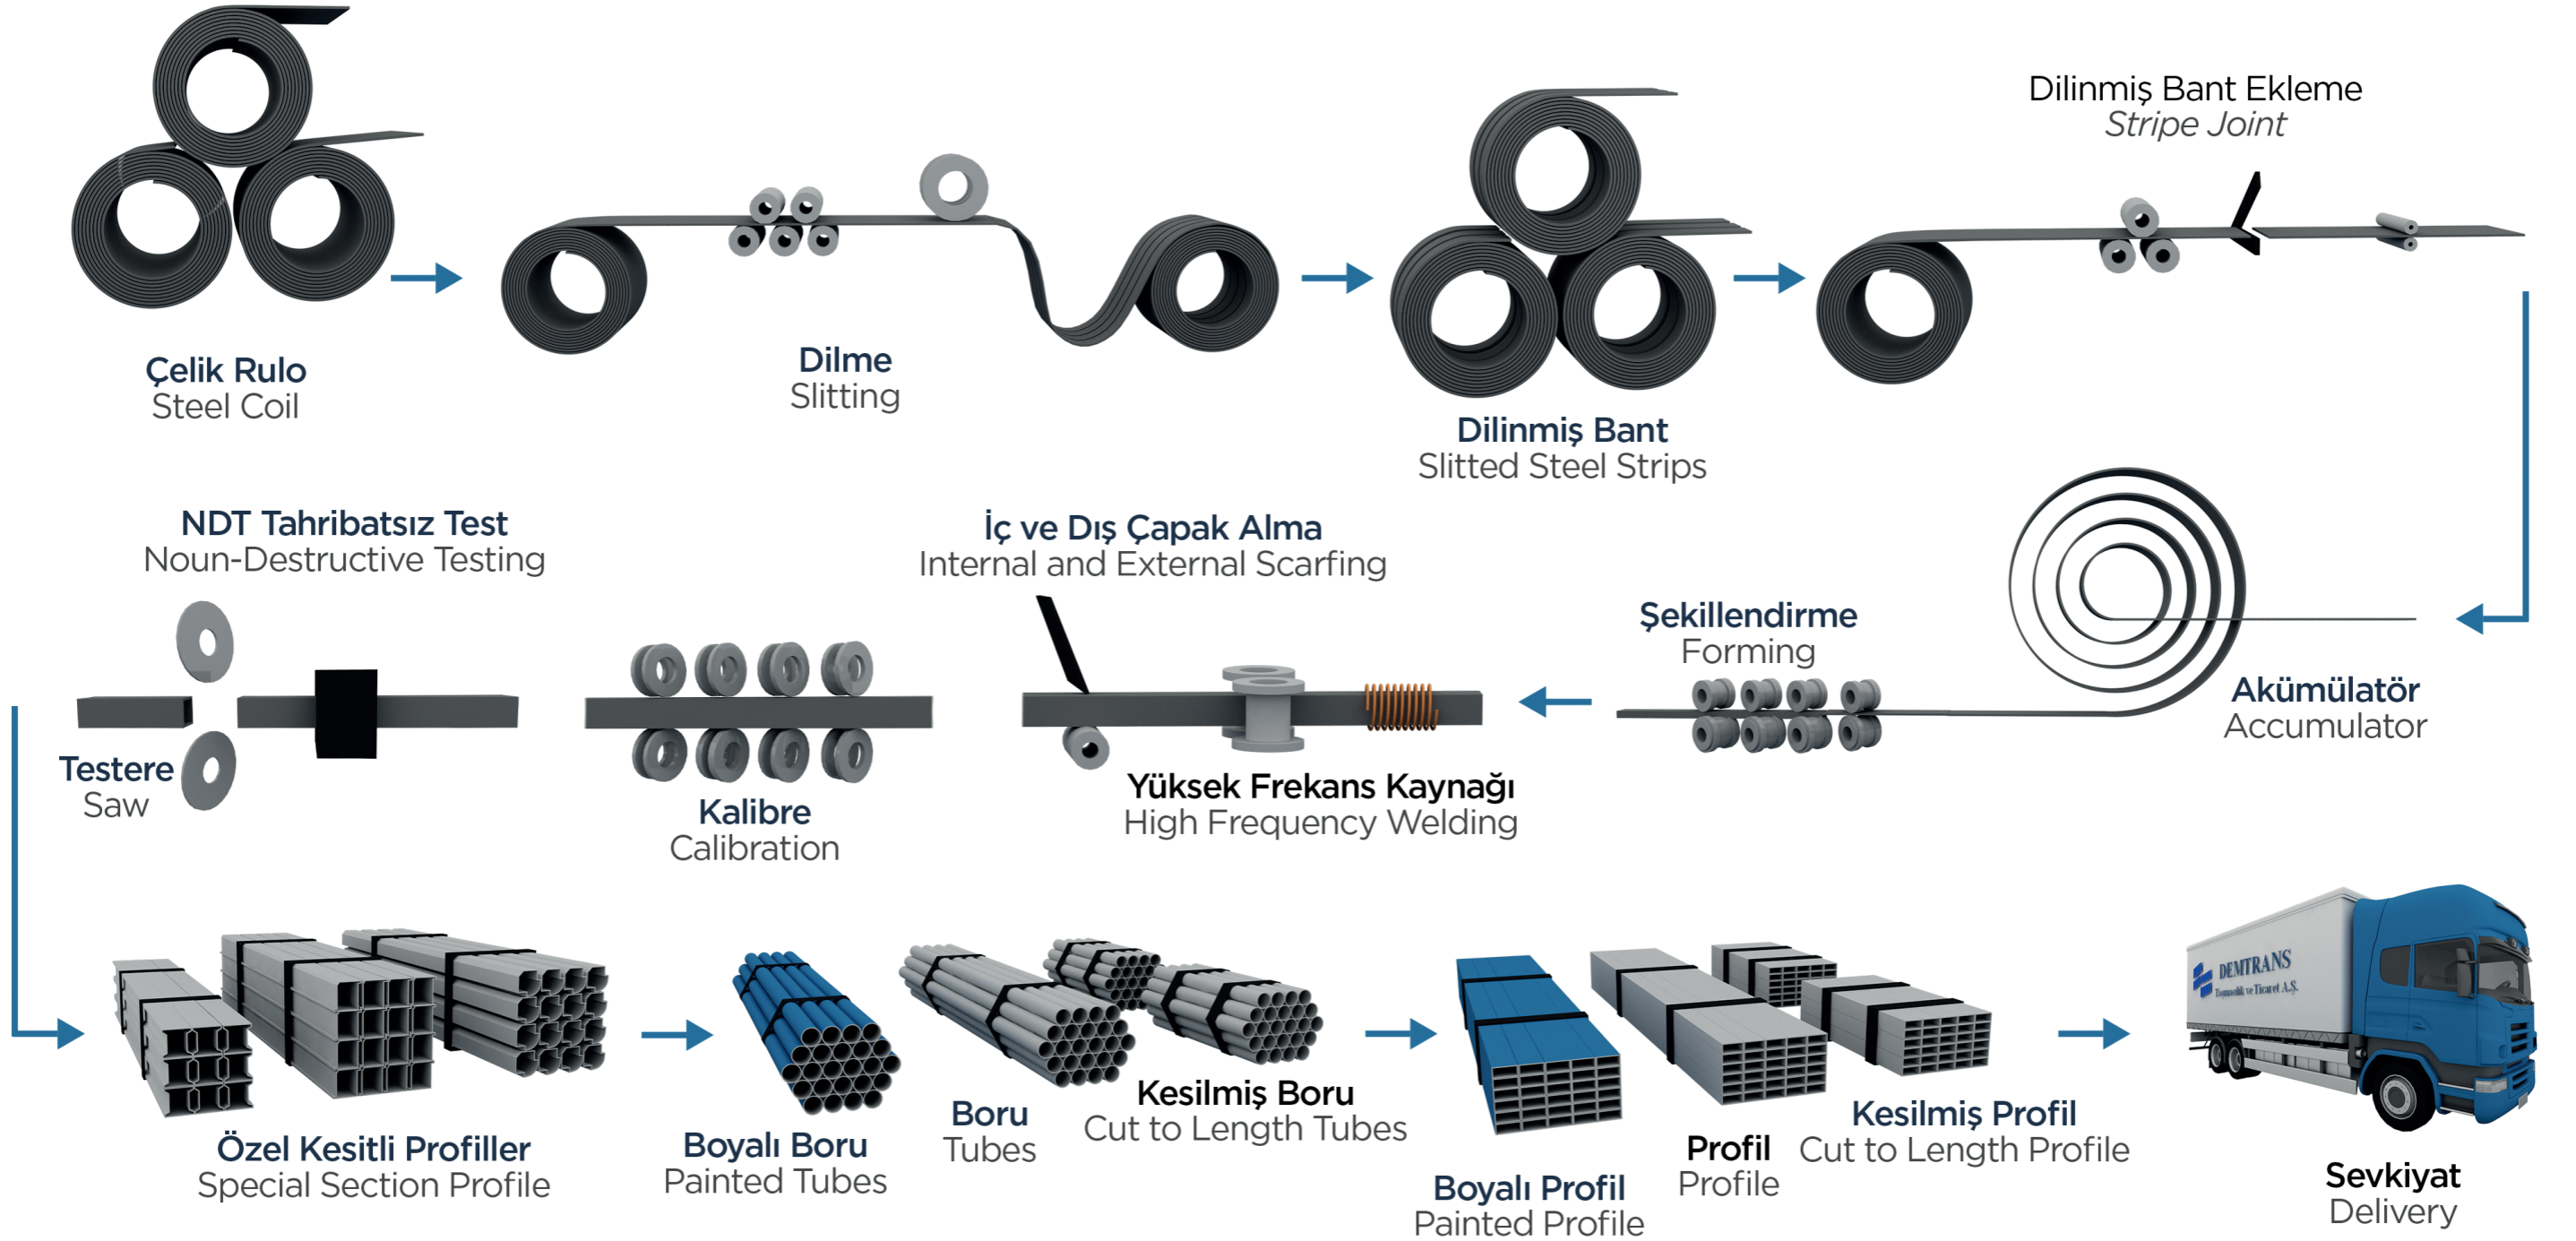 Dilinmiş Bant Ekleme
Stripe Joint
Çelik Rulo
Steel Coil
Dilme
Slitting
Dilinmiş Bant
Slitted Steel Strips
Akümülatör
Accumulator
Şekillendirme
Forming
İç ve Dış Çapak Alma
Internal and External Scarfing
Yüksek Frekans Kaynağı
High Frequency Welding
Kalibre
Calibration
NDT Tahribatsız Test
Noun-Destructive Testing
Testere
Saw
Özel Kesitli Profiller
Special Section Profile
Boyalı Boru
Painted Tubes
Boru
Tubes
Kesilmiş Boru
Cut to Length Tubes
Boyalı Profil
Painted Profile
Profil
Profile
Kesilmiş Profil
Cut to Length Profile
DEMTRANS
Taşımacılık ve Ticaret A.Ş.
Sevkiyat
Delivery